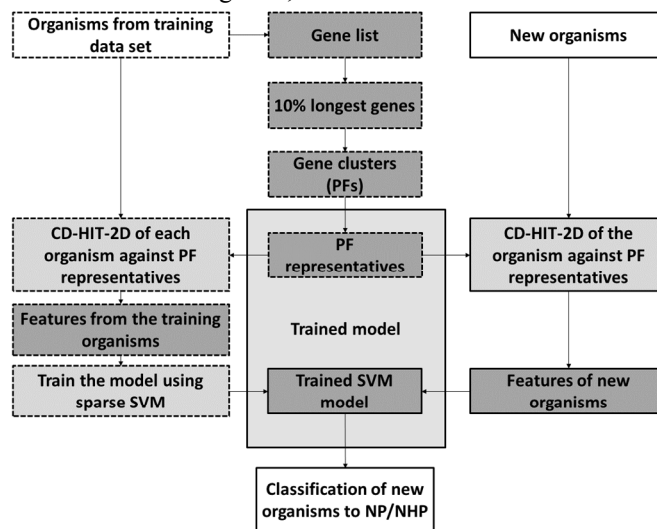 Organisms from training
data set
Gene list
New organisms
10% longest genes
Gene clusters
(PFs)
CD-HIT-2D of each
organism against PF
representatives
PF
representatives
CD-HIT-2D of the
organism against PF
representatives
Trained model
Features from the training
organisms
Train the model using
sparse SVM
Trained SVM
model
Features of new
organisms
Classification of new
organisms to NP/NHP